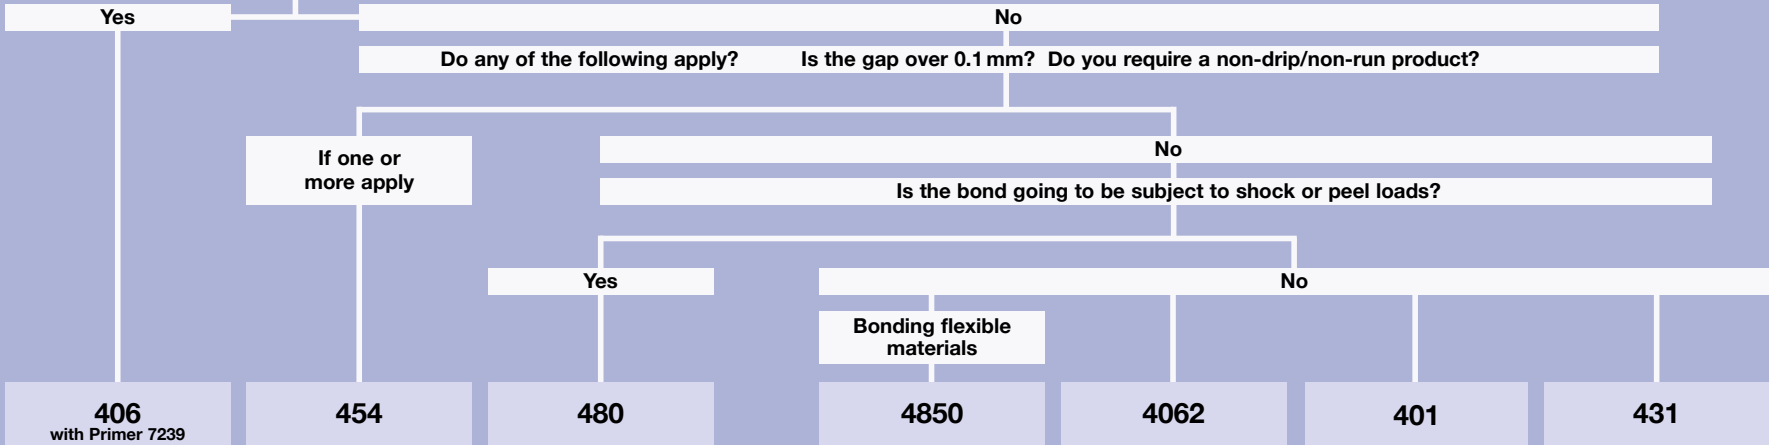 Yes
No
Do any of the following apply? Is the gap over 0.1 mm? Do you require a non-drip/non-run product?
If one or
more apply
No
Is the bond going to be subject to shock or peel loads?
Yes
No
Bonding flexible
materials
406
with Primer 7239
454
480
4850
4062
401
431